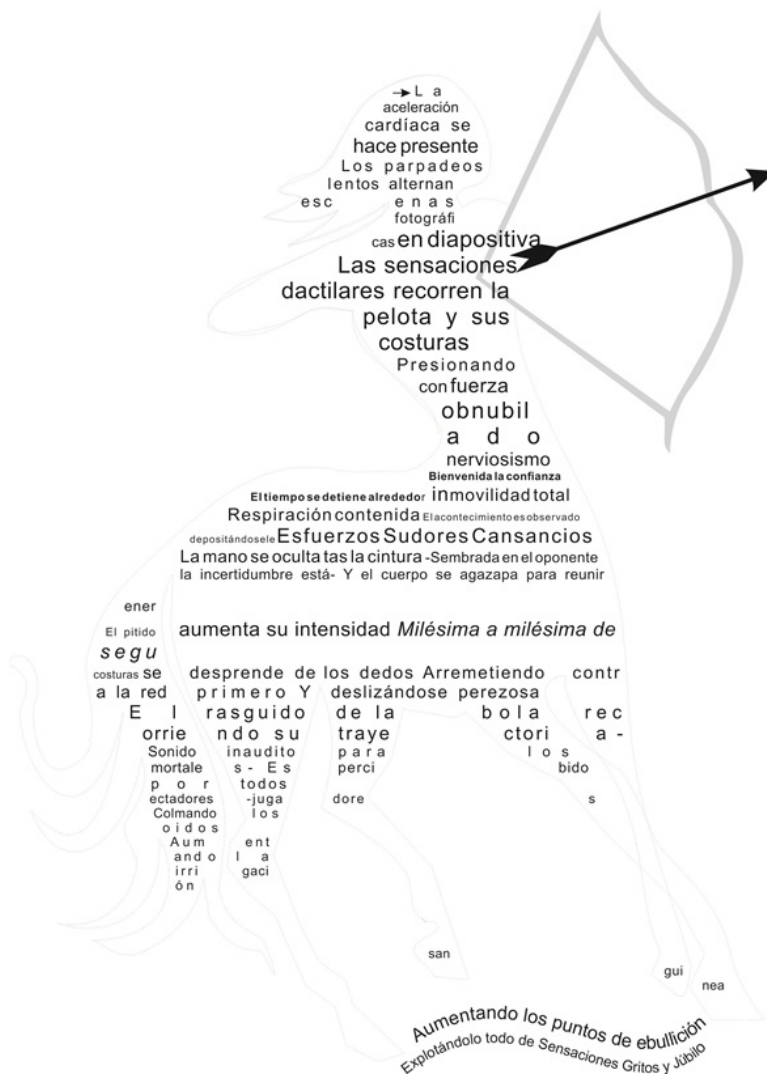 →L a
aceleración
cardíaca se
hace presente
Los parpadeos
lentos alternan
esc e n a s
fotográfi
cas en diapositiva
Las sensaciones
dactilares recorren la
pelota y sus
costuras
Presionando
con fuerza
obnubil
a d o
nerviosismo
Bienvenida la confianza
El tiempo se detiene alrededor inmovilidad total
Respiración contenida El acontecimiento es observado
depositándosele Esfuerzos Sudores Cansancios
La mano se oculta tas la cintura -Sembrada en el oponente
la incertidumbre está- Y el cuerpo se agazapa para reunir
ener
El pitido aumenta su intensidad Milésima a milésima de
segu
costuras se desprende de los dedos Arremetiendo contr
a la red primero Y deslizándose perezosa
E l rasguido de la bola rec
orrie ndo su traye ctori a-
Sonido inaudito para los
mortale s- Es perci bido
por todos
ectadores -juga dore s
Colmando los
oidos
Aum ent
ando la
irri gaci
ón
san
gui
nea
Aumentando los puntos de ebullición
Explotándolo todo de Sensaciones Gritos y Júbilo